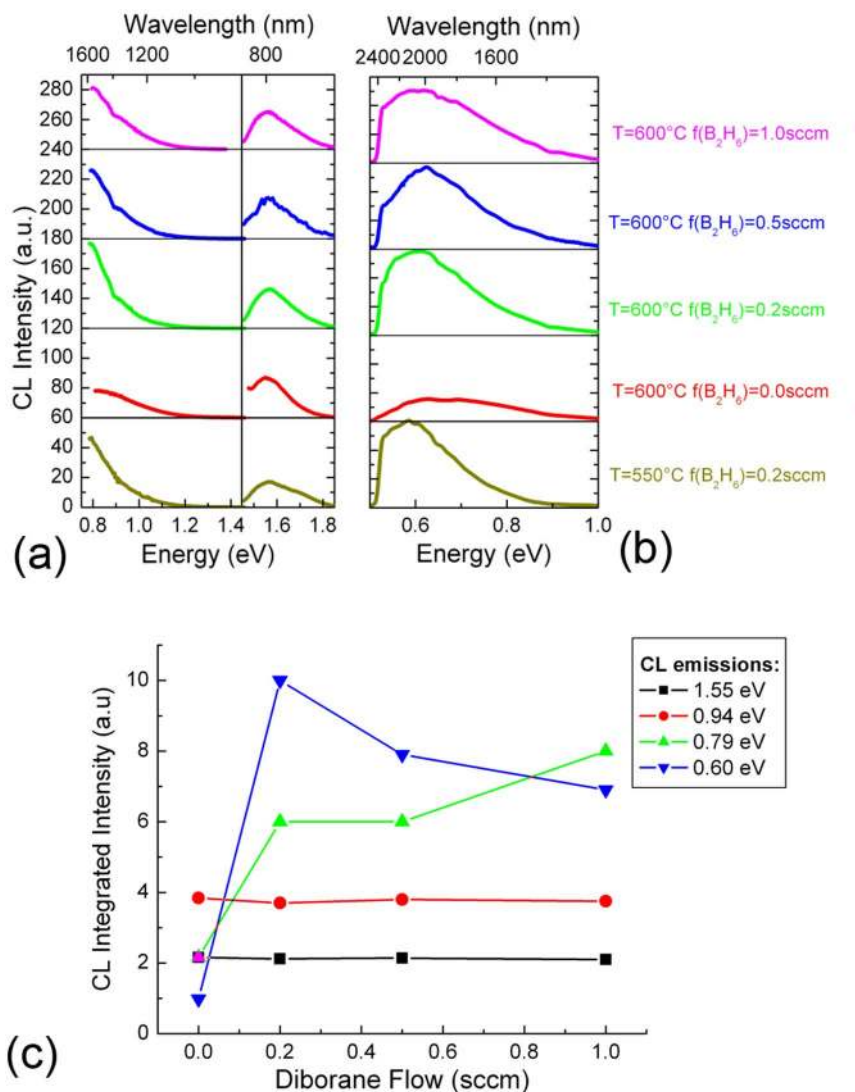 Wavelength (nm)
1600 1200 800
Wavelength (nm)
2400 2000 1600
CL Intensity (a.u.)
280
260
240
220
200
180
160
140
120
100
80
60
40
20
0
T=600°C f(B₂H₆)=1.0sccm
T=600°C f(B₂H₆)=0.5sccm
T=600°C f(B₂H₆)=0.2sccm
T=600°C f(B₂H₆)=0.0sccm
T=550°C f(B₂H₆)=0.2sccm
0.8 1.0 1.2 1.4 1.6 1.8
0.6 0.8 1.0
(a) Energy (eV)
Energy (eV) (b)
CL Integrated Intensity (a.u)
10
8
6
4
2
0
CL emissions:
1.55 eV
0.94 eV
0.79 eV
0.60 eV
0.0 0.2 0.4 0.6 0.8 1.0
(c) Diborane Flow (sccm)